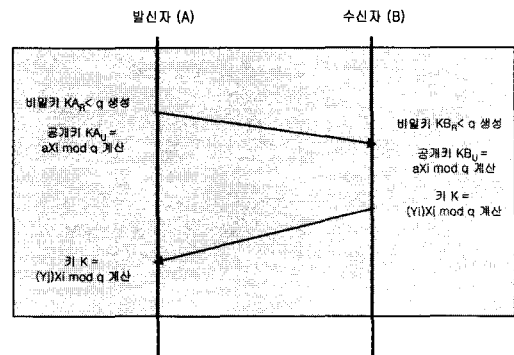 발신자 (A)
수신자 (B)
비밀키 KA_R< q 생성
공개키 KA_U =
aXi mod q 계산
비밀키 KB_R< q 생성
공개키 KB_U =
aXi mod q 계산
키 K =
(Yi)Xi mod q 계산
키 K =
(Yj)Xi mod q 계산